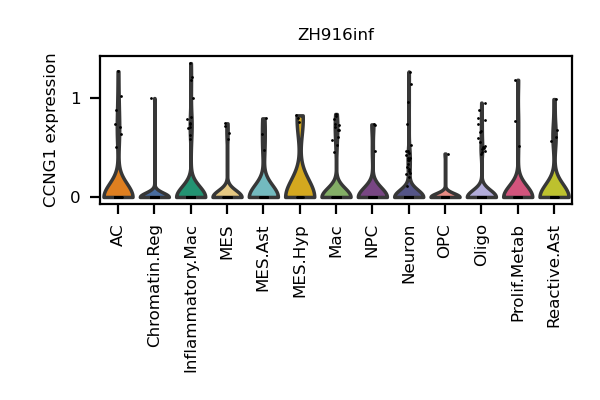 ZH916inf
CCNG1 expression
1
0
AC
Chromatin.Reg
Inflammatory.Mac
MES
MES.Ast
MES.Hyp
Mac
NPC
Neuron
OPC
Oligo
Prolif.Metab
Reactive.Ast